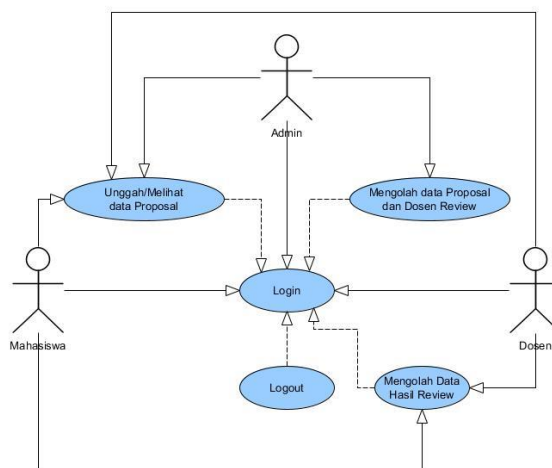 Admin
Unggah/Melihat
data Proposal
Mengolah data Proposal
dan Dosen Review
Login
Mahasiswa
Dosen
Logout
Mengolah Data
Hasil Review